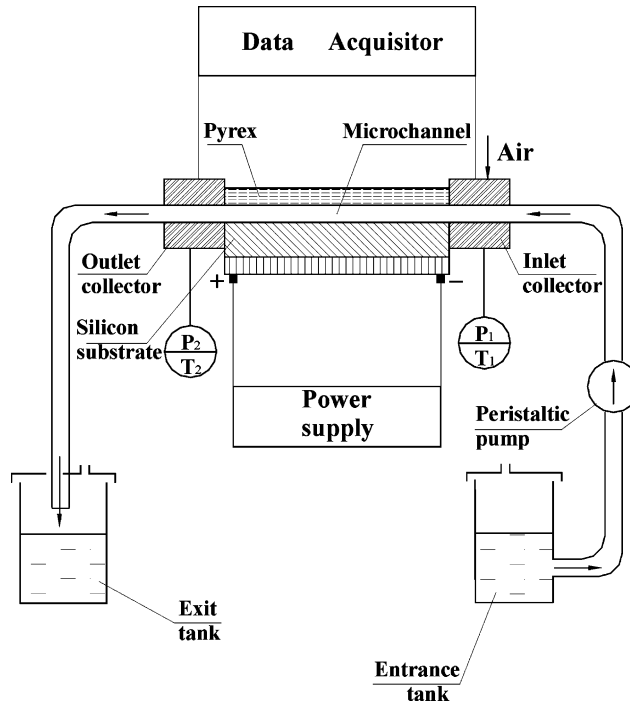 Data Acquisitor
Pyrex
Microchannel
Air
Outlet
collector
Inlet
collector
+
−
Silicon
substrate
P2
T2
P1
T1
Power
supply
Peristaltic
pump
Exit
tank
Entrance
tank